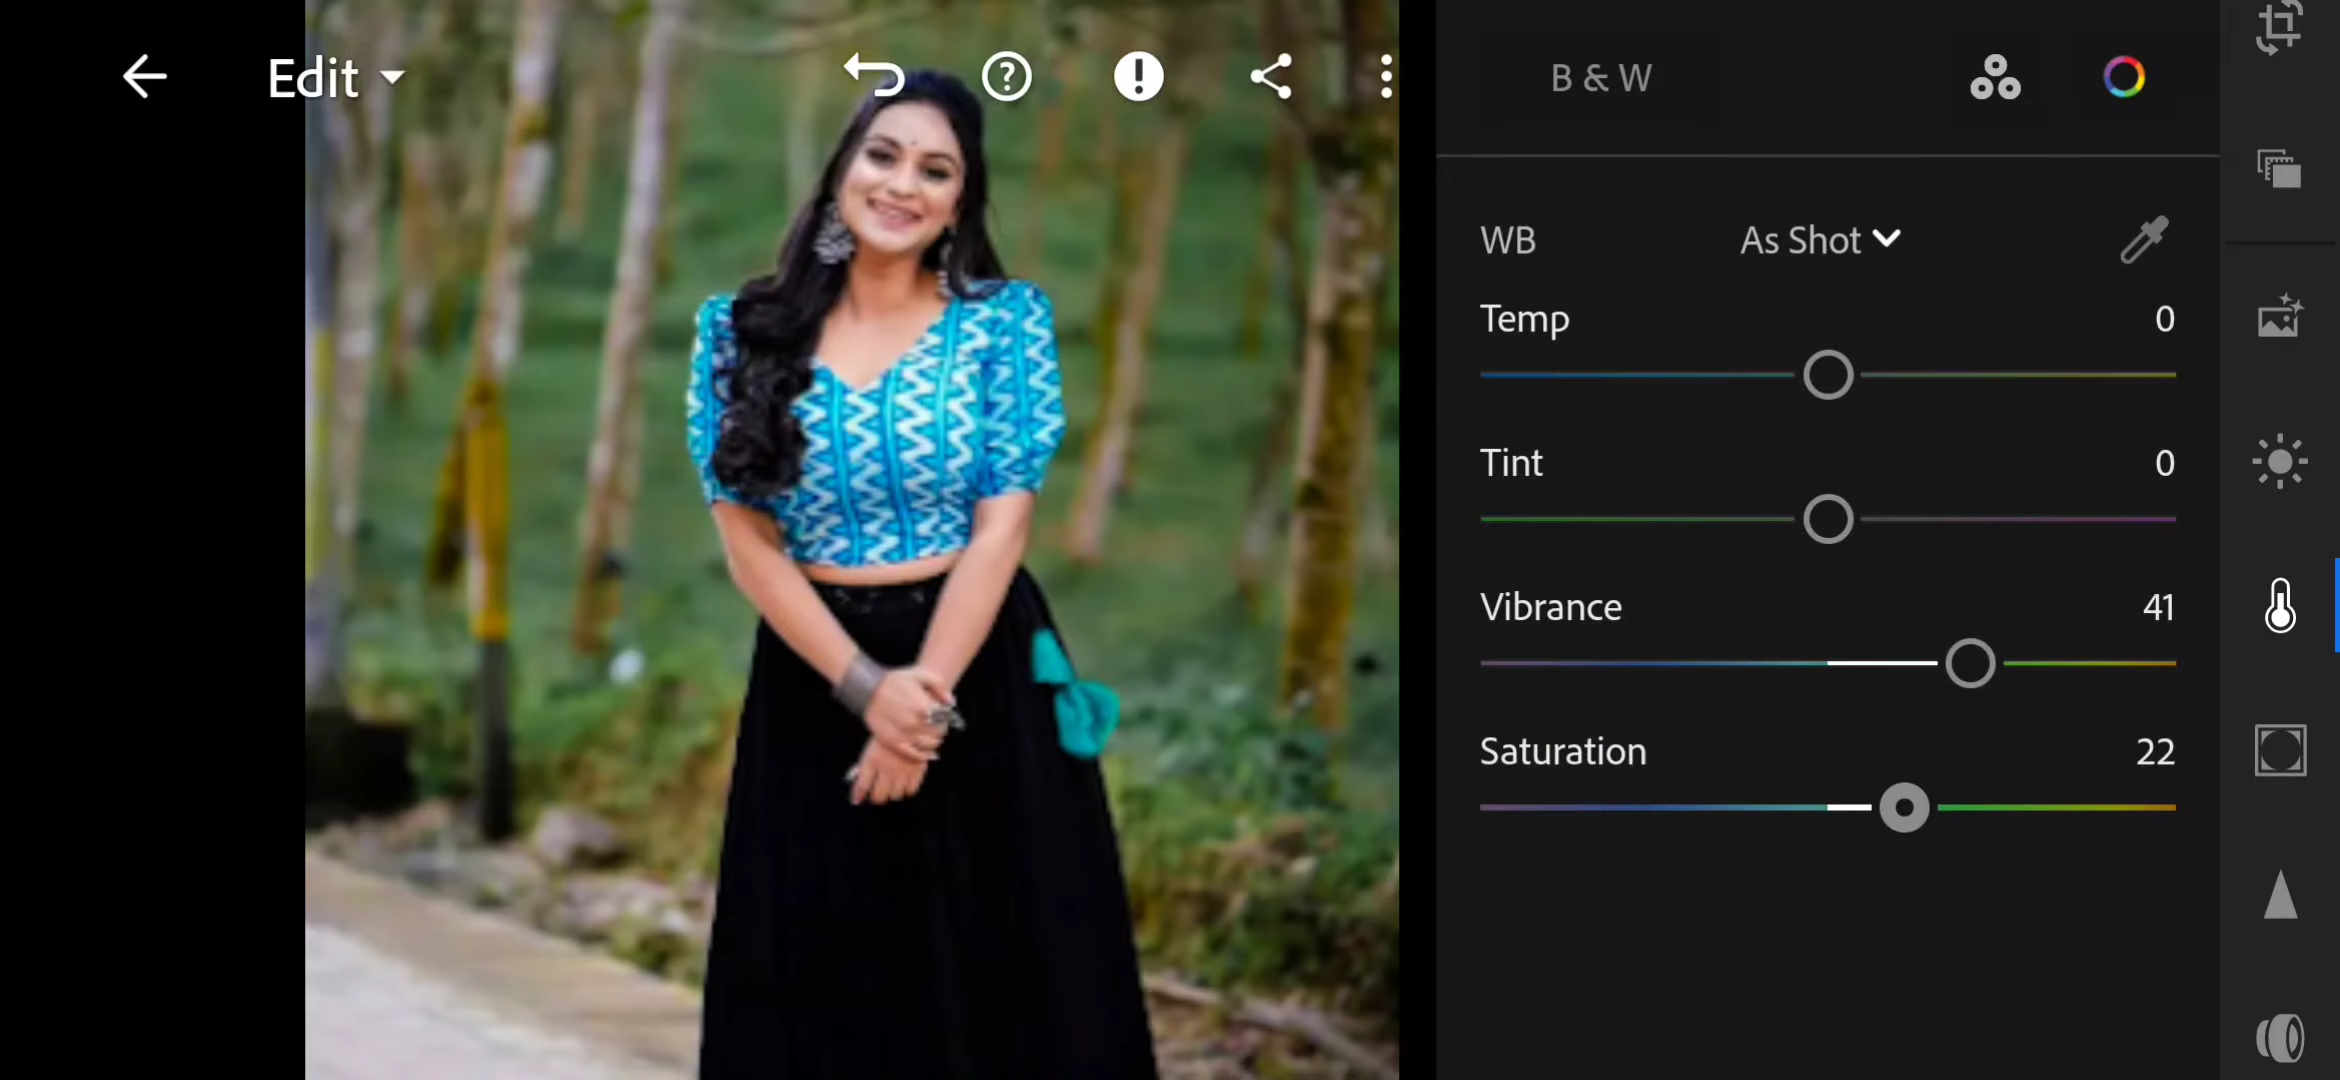 Edit
B & W
WB As Shot
Temp 0
Tint 0
Vibrance 41
Saturation 22